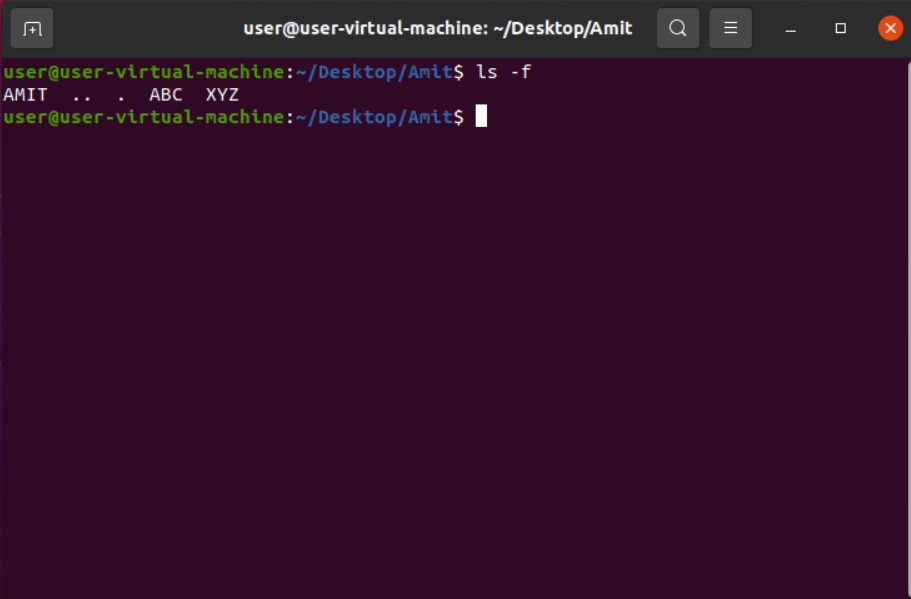 user@user-virtual-machine: ~/Desktop/Amit
user@user-virtual-machine:~/Desktop/Amit$ ls -f
AMIT  ..  .  ABC  XYZ
user@user-virtual-machine:~/Desktop/Amit$